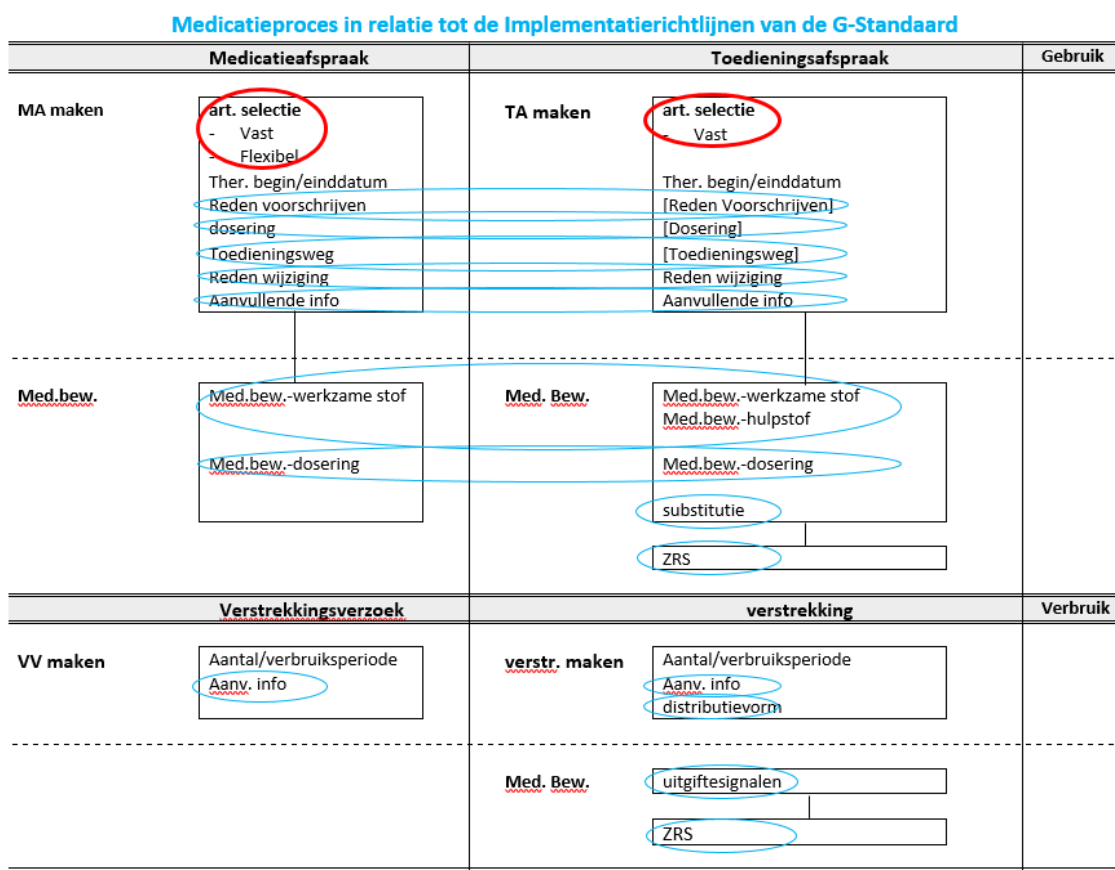 Medicatieproces in relatie tot de Implementatierichtlijnen van de G-Standaard
Medicatieafspraak
Toedieningsafspraak
Gebruik
MA maken
art. selectie
- Vast
- Flexibel
Ther. begin/einddatum
Reden voorschrijven
dosering
Toedieningsweg
Reden wijziging
Aanvullende info
TA maken
art. selectie
- Vast
Ther. begin/einddatum
[Reden Voorschrijven]
[Dosering]
[Toedieningsweg]
Reden wijziging
Aanvullende info
Med.bew.
Med.bew.-werkzame stof
Med.bew.-dosering
Med. Bew.
Med.bew.-werkzame stof
Med.bew.-hulpstof
Med.bew.-dosering
substitutie
ZRS
Verstrekkingsverzoek
verstrekking
Verbruik
VV maken
Aantal/verbruiksperiode
Aanv. info
verstr. maken
Aantal/verbruiksperiode
Aanv. info
distributievorm
Med. Bew.
uitgiftesignalen
ZRS